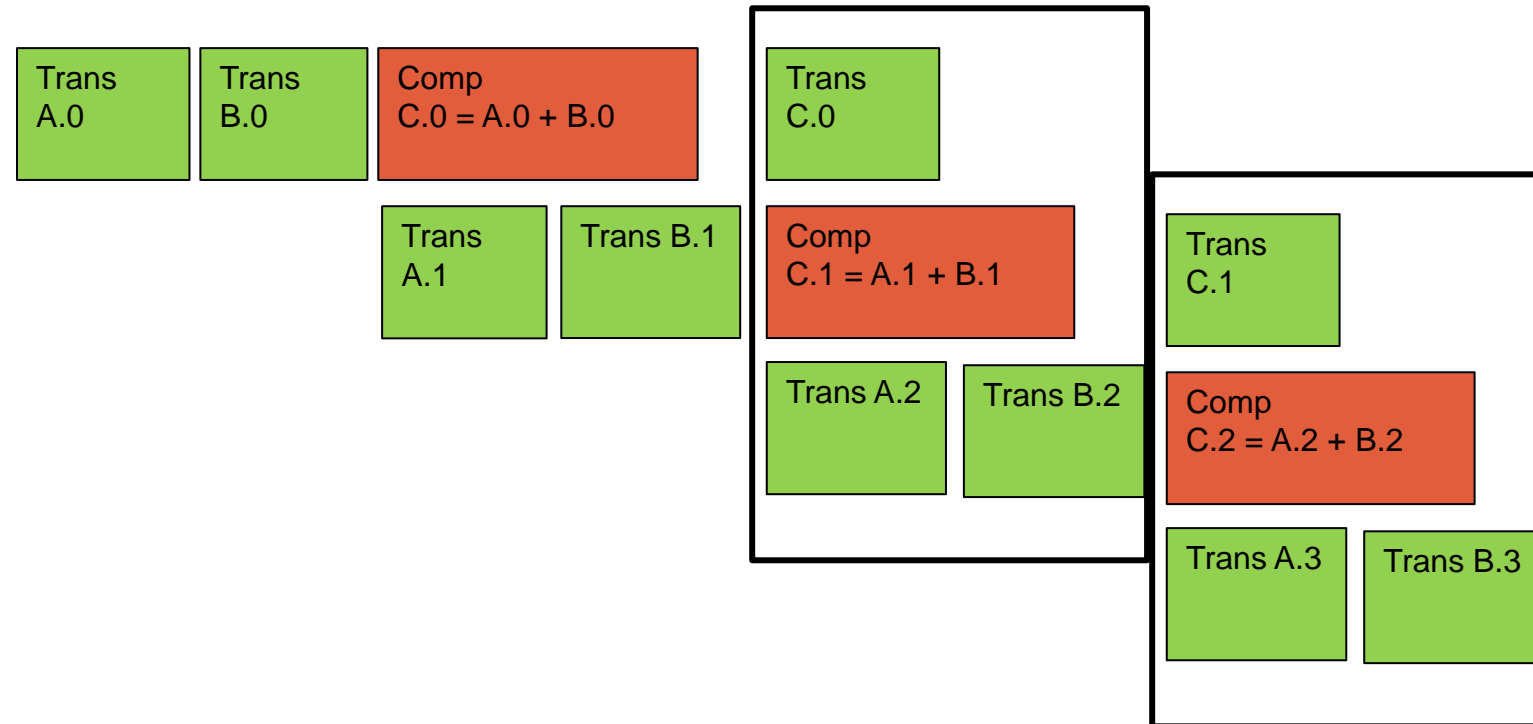 Trans
A.0
Trans
B.0
Comp
C.0 = A.0 + B.0
Trans
C.0
Trans
A.1
Trans B.1
Comp
C.1 = A.1 + B.1
Trans
C.1
Trans A.2
Trans B.2
Comp
C.2 = A.2 + B.2
Trans A.3
Trans B.3